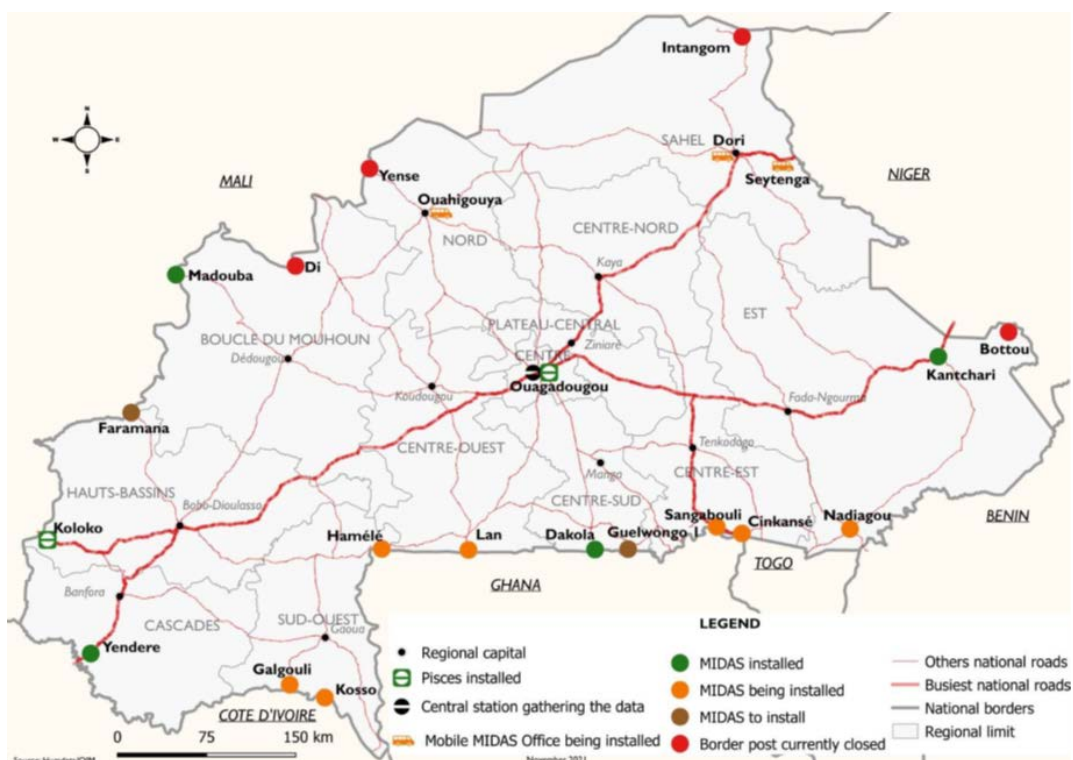 N
W
E
S
Intangom
SAHEL
Dori
Seytenga
NIGER
MALI
Yense
Ouahigouya
NORD
CENTRE-NORD
Kaya
Madouba
Di
BOUCLE DU MOUHOUN
Dédougou
PLATEAU-CENTRAL
Ziniaré
CENTRE
Ouagadougou
EST
Bottou
Kantchari
Koudougou
Fada-Ngourma
Faramana
CENTRE-OUEST
Tenkodogo
CENTRE-EST
Manga
CENTRE-SUD
HAUTS-BASSINS
Bobo-Dioulasso
Koloko
Hamélé
Lan
Dakola
Guelwongo 1
Sangabouli
Cinkansé
Nadiagou
BENIN
TOGO
GHANA
Banfora
CASCADES
SUD-OUEST
Gaoua
Yendere
Galgouli
Kosso
COTE D'IVOIRE
0 75 150 km
LEGEND
Regional capital
Pisces installed
Central station gathering the data
Mobile MIDAS Office being installed
MIDAS installed
MIDAS being installed
MIDAS to install
Border post currently closed
Others national roads
Busiest national roads
National borders
Regional limit